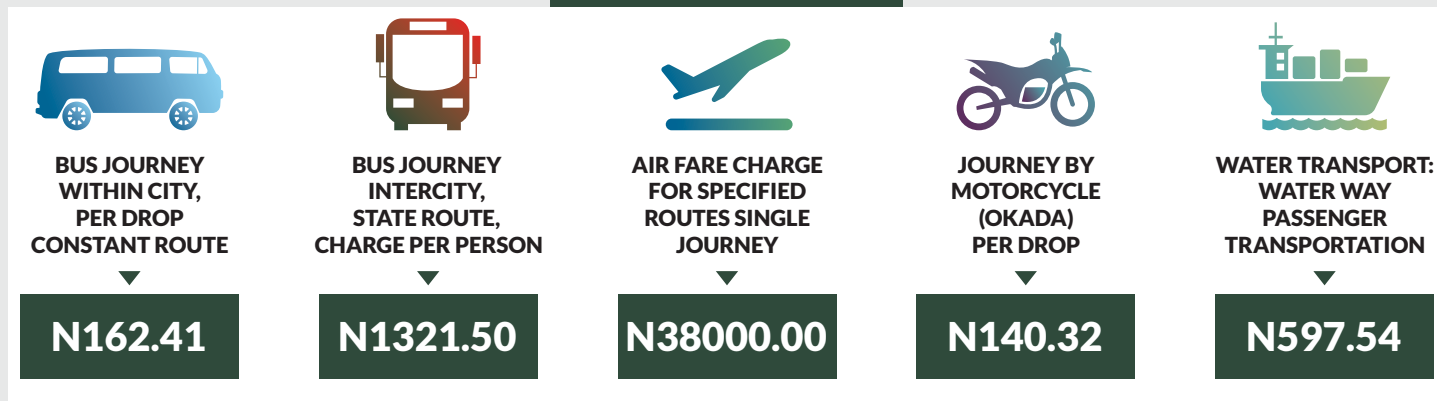 BUS JOURNEY
WITHIN CITY,
PER DROP
CONSTANT ROUTE
N162.41
BUS JOURNEY
INTERCITY,
STATE ROUTE,
CHARGE PER PERSON
N1321.50
AIR FARE CHARGE
FOR SPECIFIED
ROUTES SINGLE
JOURNEY
N38000.00
JOURNEY BY
MOTORCYCLE
(OKADA)
PER DROP
N140.32
WATER TRANSPORT:
WATER WAY
PASSENGER
TRANSPORTATION
N597.54